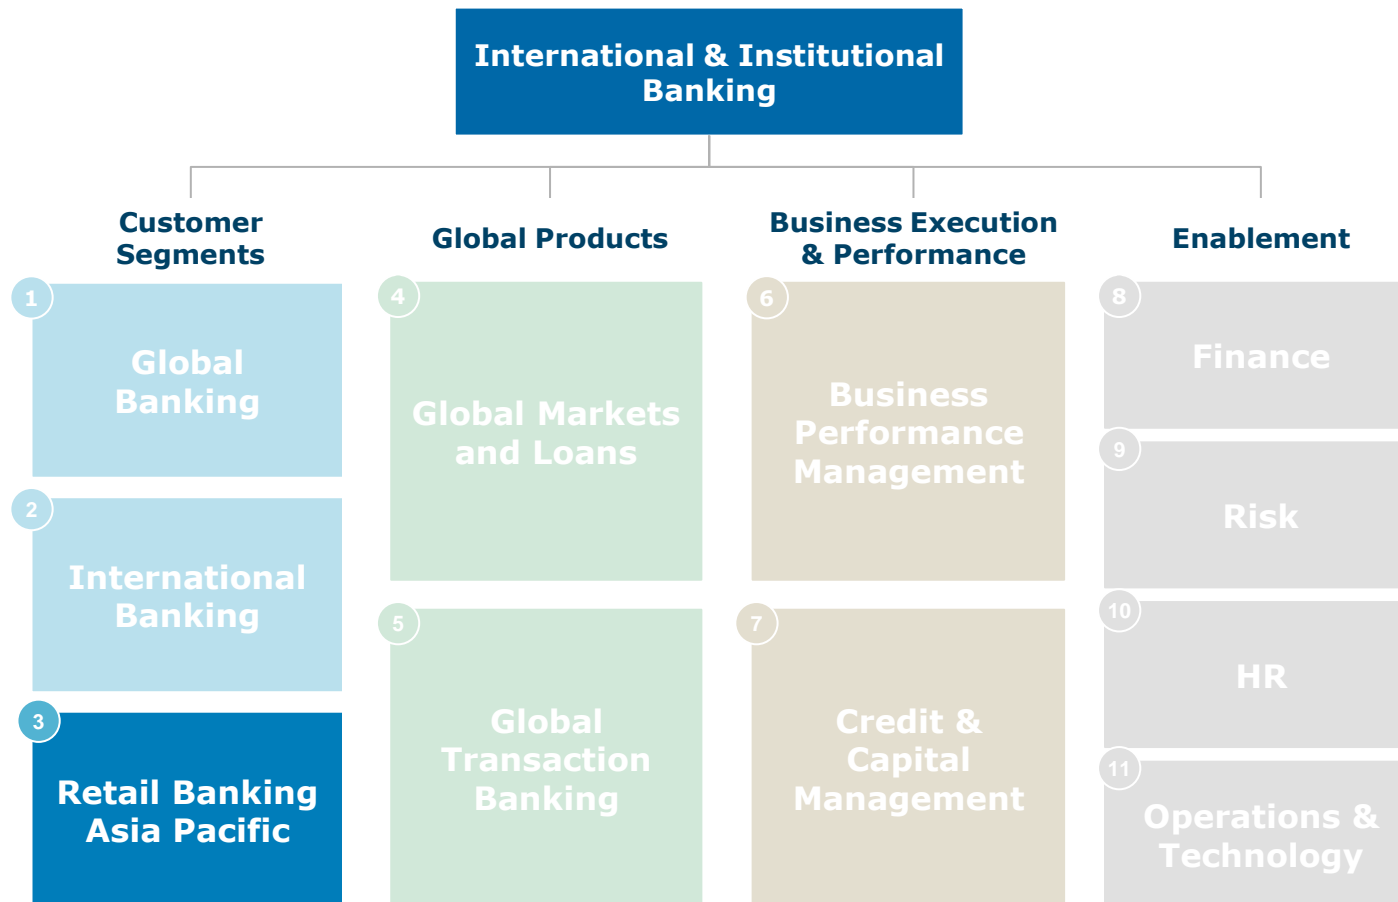 International & Institutional
Banking
Customer
Segments
Global Products
Business Execution
& Performance
Enablement
1
Global
Banking
2
International
Banking
3
Retail Banking
Asia Pacific
4
Global Markets
and Loans
5
Global
Transaction
Banking
6
Business
Performance
Management
7
Credit &
Capital
Management
8
Finance
9
Risk
10
HR
11
Operations &
Technology